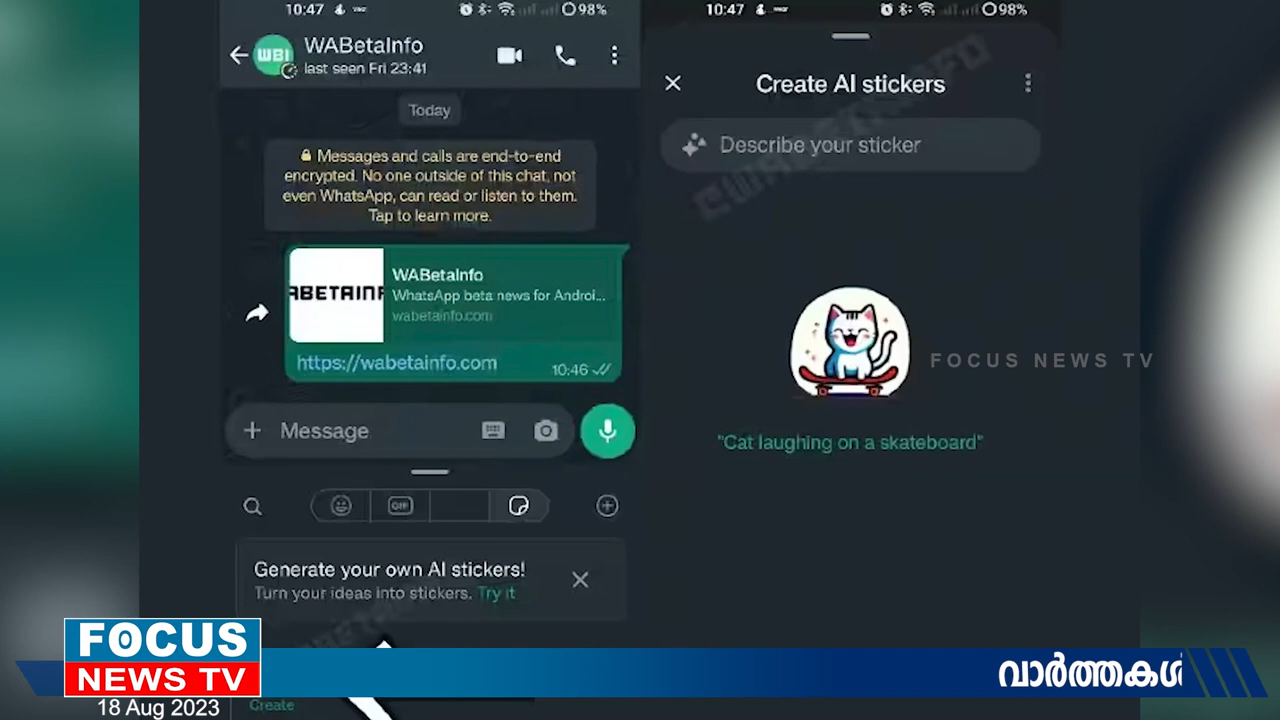 10:47
98%
WBI
WABetaInfo
last seen Fri 23:41
Today
Messages and calls are end-to-end
encrypted. No one outside of this chat, not
even WhatsApp, can read or listen to them.
Tap to learn more.
ABETAINF
WABetaInfo
WhatsApp beta news for Androi...
wabetainfo.com
https://wabetainfo.com
10:46
Message
GIF
Generate your own AI stickers!
Turn your ideas into stickers. Try it
Create
10:47
98%
Create AI stickers
Describe your sticker
"Cat laughing on a skateboard"
FOCUS NEWS TV
FOCUS
NEWS TV
18 Aug 2023
വാർത്തകൾ